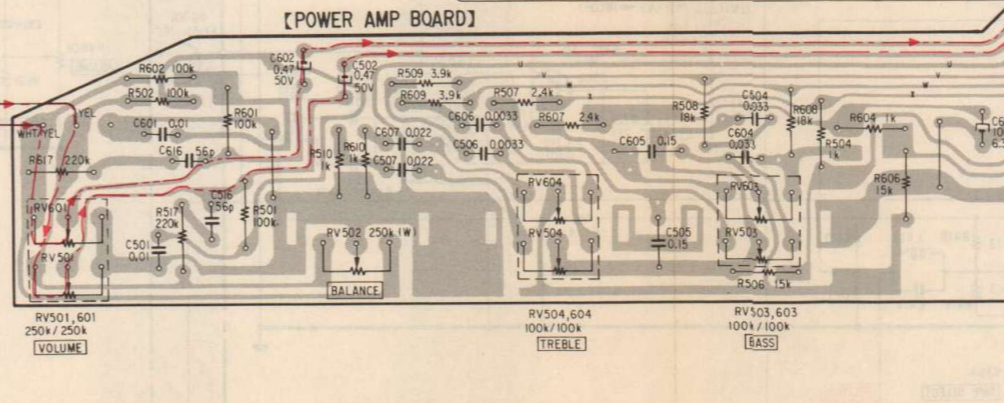 【POWER AMP BOARD】
C602
0.47
50V
C502
0.47
50V
R602 100k
R502 100k
R601
100k
C601 0.01
YEL
WHT/YEL
C616 56p
R617 220k
R509 3.9k
R609 3.9k
R507 2.4k
R607 2.4k
U
V
W
X
R508
18k
C504
0.033
C604
0.033
R608
18k
R504
1k
R604 1k
U
V
W
X
C606 0.0033
C506 0.0033
C607 0.022
C507 0.022
R510
1k
R610
1k
C605 0.15
R606
15k
RV601
RV501
R517
220k
C516
56p
R501
100k
C501
0.01
RV502 250k(W)
BALANCE
RV604
RV504
C505
0.15
RV603
RV503
R506 15k
RV501,601
250k/250k
VOLUME
RV504,604
100k/100k
TREBLE
RV503,603
100k/100k
BASS